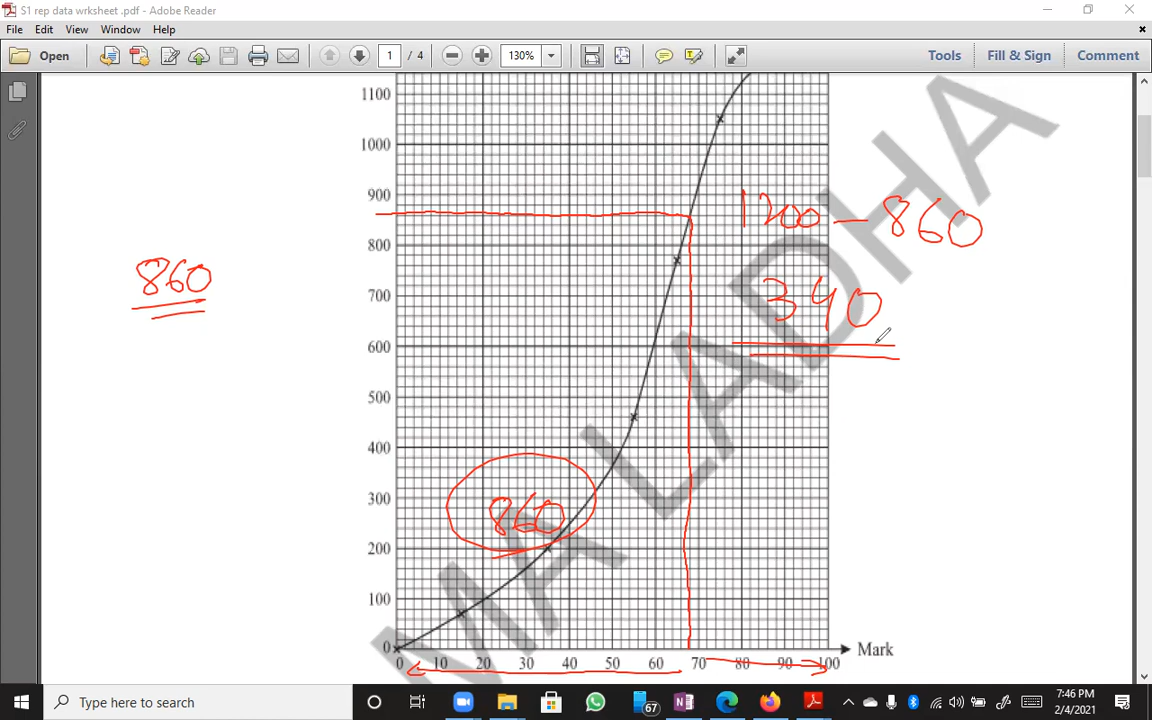 S1 rep data wrksheet .pdf - Adobe Reader
File Edit View Window Help
Open 1 / 4 130% Tools Fill & Sign Comment
1100
1000
900
800
700
600
500
400
300
200
100
0
0 10 20 30 40 50 60 70 80 90 100 Mark
1200 - 860
340
860
860
MALADHA
Type here to search
67
7:46 PM
2/4/2021